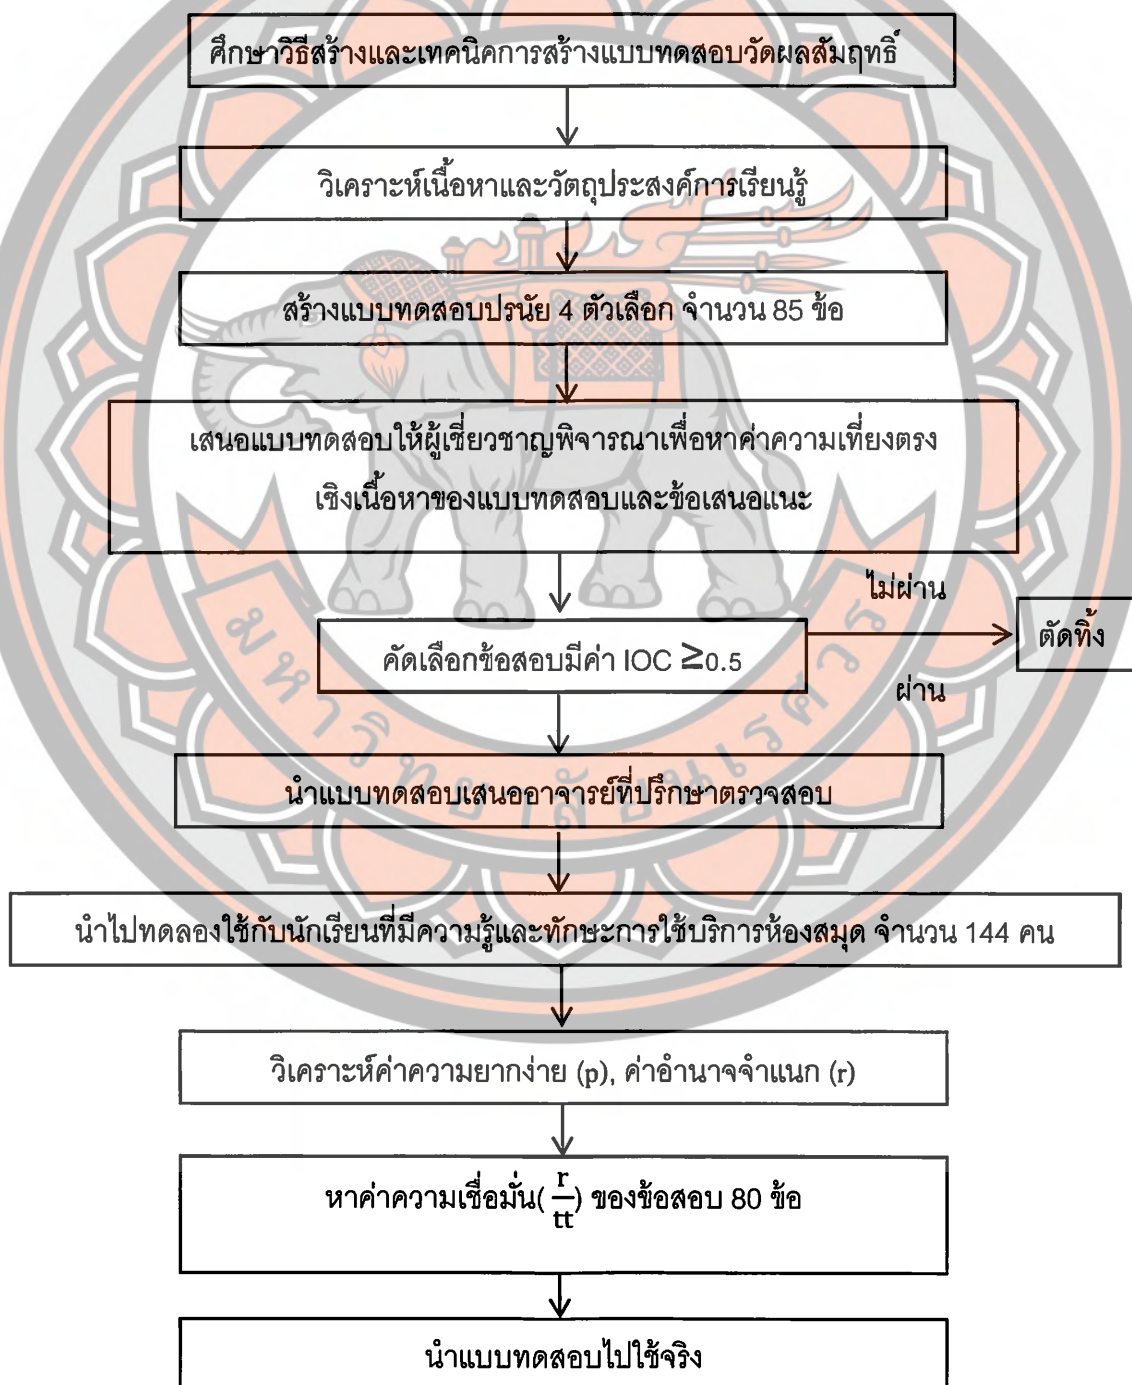 ศึกษาวิธีสร้างและเทคนิคการสร้างแบบทดสอบวัดผลสัมฤทธิ์
วิเคราะห์เนื้อหาและวัตถุประสงค์การเรียนรู้
สร้างแบบทดสอบปรนัย 4 ตัวเลือก จำนวน 85 ข้อ
เสนอแบบทดสอบให้ผู้เชี่ยวชาญพิจารณาเพื่อหาค่าความเที่ยงตรง
เชิงเนื้อหาของแบบทดสอบและข้อเสนอแนะ
ไม่ผ่าน
คัดเลือกข้อสอบมีค่า IOC ≥0.5
ตัดทิ้ง
ผ่าน
มหาวิทยาลัยนเรศวร
นำแบบทดสอบเสนออาจารย์ที่ปรึกษาตรวจสอบ
นำไปทดลองใช้กับนักเรียนที่มีความรู้และทักษะการใช้บริการห้องสมุด จำนวน 144 คน
วิเคราะห์ค่าความยากง่าย (p), ค่าอำนาจจำแนก (r)
หาค่าความเชื่อมั่น(r/tt) ของข้อสอบ 80 ข้อ
นำแบบทดสอบไปใช้จริง